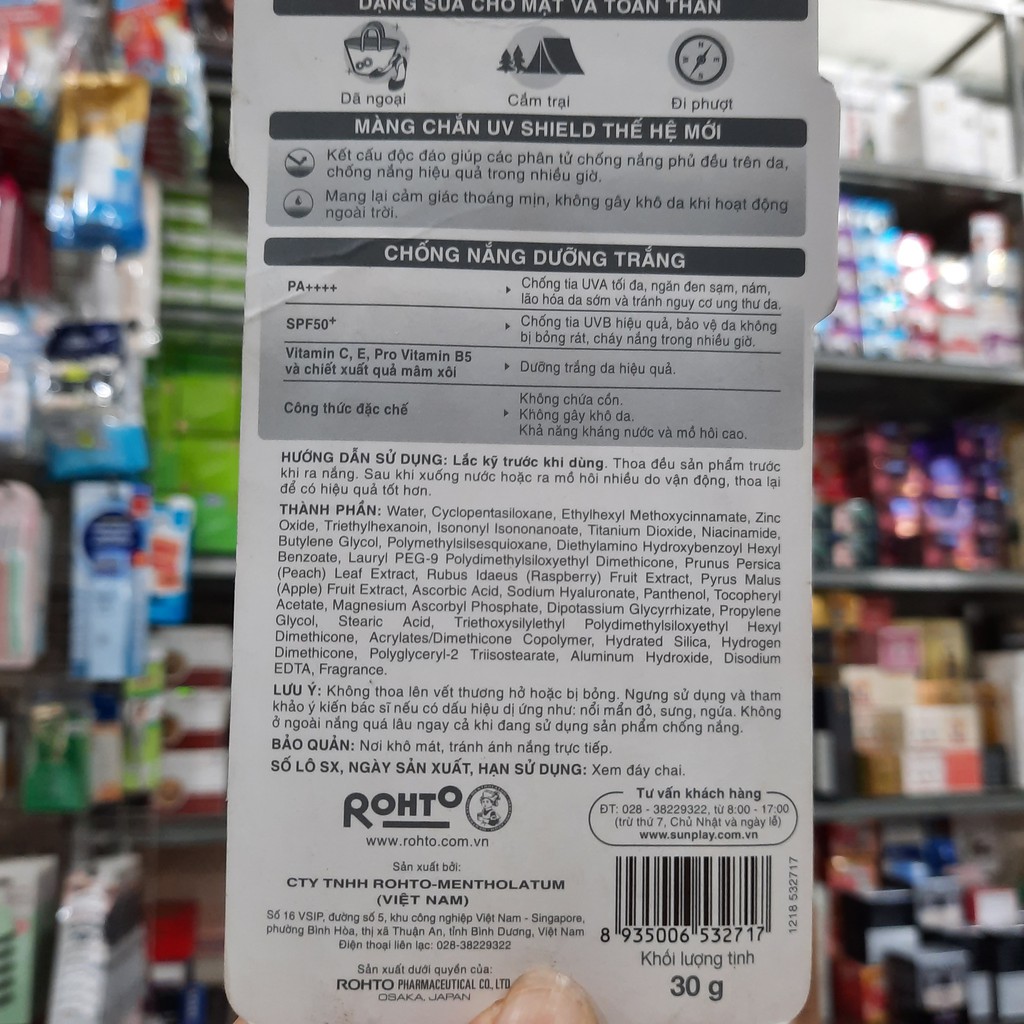 DẠNG SỮA CHO MẶT VÀ TOÀN THÂN
Dã ngoại
Cắm trại
Đi phượt
MÀNG CHẮN UV SHIELD THẾ HỆ MỚI
Kết cấu độc đáo giúp các phân tử chống nắng phủ đều trên da,
chống nắng hiệu quả trong nhiều giờ.
Mang lại cảm giác thoáng mịn, không gây khô da khi hoạt động
ngoài trời.
CHỐNG NẮNG DƯỠNG TRẮNG
PA++++
Chống tia UVA tối đa, ngăn đen sạm, nám,
lão hóa da sớm và tránh nguy cơ ung thư da.
SPF50+
Chống tia UVB hiệu quả, bảo vệ da không
bị bỏng rát, cháy nắng trong nhiều giờ.
Vitamin C, E, Pro Vitamin B5
và chiết xuất quả mâm xôi
Dưỡng trắng da hiệu quả.
Công thức đặc chế
Không chứa cồn.
Không gây khô da.
Khả năng kháng nước và mồ hôi cao.
HƯỚNG DẪN SỬ DỤNG: Lắc kỹ trước khi dùng. Thoa đều sản phẩm trước
khi ra nắng. Sau khi xuống nước hoặc ra mồ hôi nhiều do vận động, thoa lại
để có hiệu quả tốt hơn.
THÀNH PHẦN: Water, Cyclopentasiloxane, Ethylhexyl Methoxycinnamate, Zinc
Oxide, Triethylhexanoin, Isononyl Isononanoate, Titanium Dioxide, Niacinamide,
Butylene Glycol, Polymethylsilsesquioxane, Diethylamino Hydroxybenzoyl Hexyl
Benzoate, Lauryl PEG-9 Polydimethylsiloxyethyl Dimethicone, Prunus Persica
(Peach) Leaf Extract, Rubus Idaeus (Raspberry) Fruit Extract, Pyrus Malus
(Apple) Fruit Extract, Ascorbic Acid, Sodium Hyaluronate, Panthenol, Tocopheryl
Acetate, Magnesium Ascorbyl Phosphate, Dipotassium Glycyrrhizate, Propylene
Glycol, Stearic Acid, Triethoxysilylethyl Polydimethylsiloxyethyl Hexyl
Dimethicone, Acrylates/Dimethicone Copolymer, Hydrated Silica, Hydrogen
Dimethicone, Polyglyceryl-2 Triisostearate, Aluminum Hydroxide, Disodium
EDTA, Fragrance.
LƯU Ý: Không thoa lên vết thương hở hoặc bị bỏng. Ngưng sử dụng và tham
khảo ý kiến bác sĩ nếu có dấu hiệu dị ứng như: nổi mẩn đỏ, sưng, ngứa. Không
ở ngoài nắng quá lâu ngay cả khi đang sử dụng sản phẩm chống nắng.
BẢO QUẢN: Nơi khô mát, tránh ánh nắng trực tiếp.
SỐ LÔ SX, NGÀY SẢN XUẤT, HẠN SỬ DỤNG: Xem đáy chai.
ROHTO
www.rohto.com.vn
Tư vấn khách hàng
ĐT: 028 - 38229322, từ 8:00 - 17:00
(trừ thứ 7, Chủ Nhật và ngày lễ)
www.sunplay.com.vn
Sản xuất bởi:
CTY TNHH ROHTO-MENTHOLATUM
(VIỆT NAM)
Số 16 VSIP, đường số 5, khu công nghiệp Việt Nam - Singapore,
phường Bình Hòa, thị xã Thuận An, tỉnh Bình Dương, Việt Nam
Điện thoại liên lạc: 028-38229322
Sản xuất dưới quyền của:
ROHTO PHARMACEUTICAL CO., LTD.
OSAKA, JAPAN
8 935006 532717
1218 532717
Khối lượng tịnh
30 g